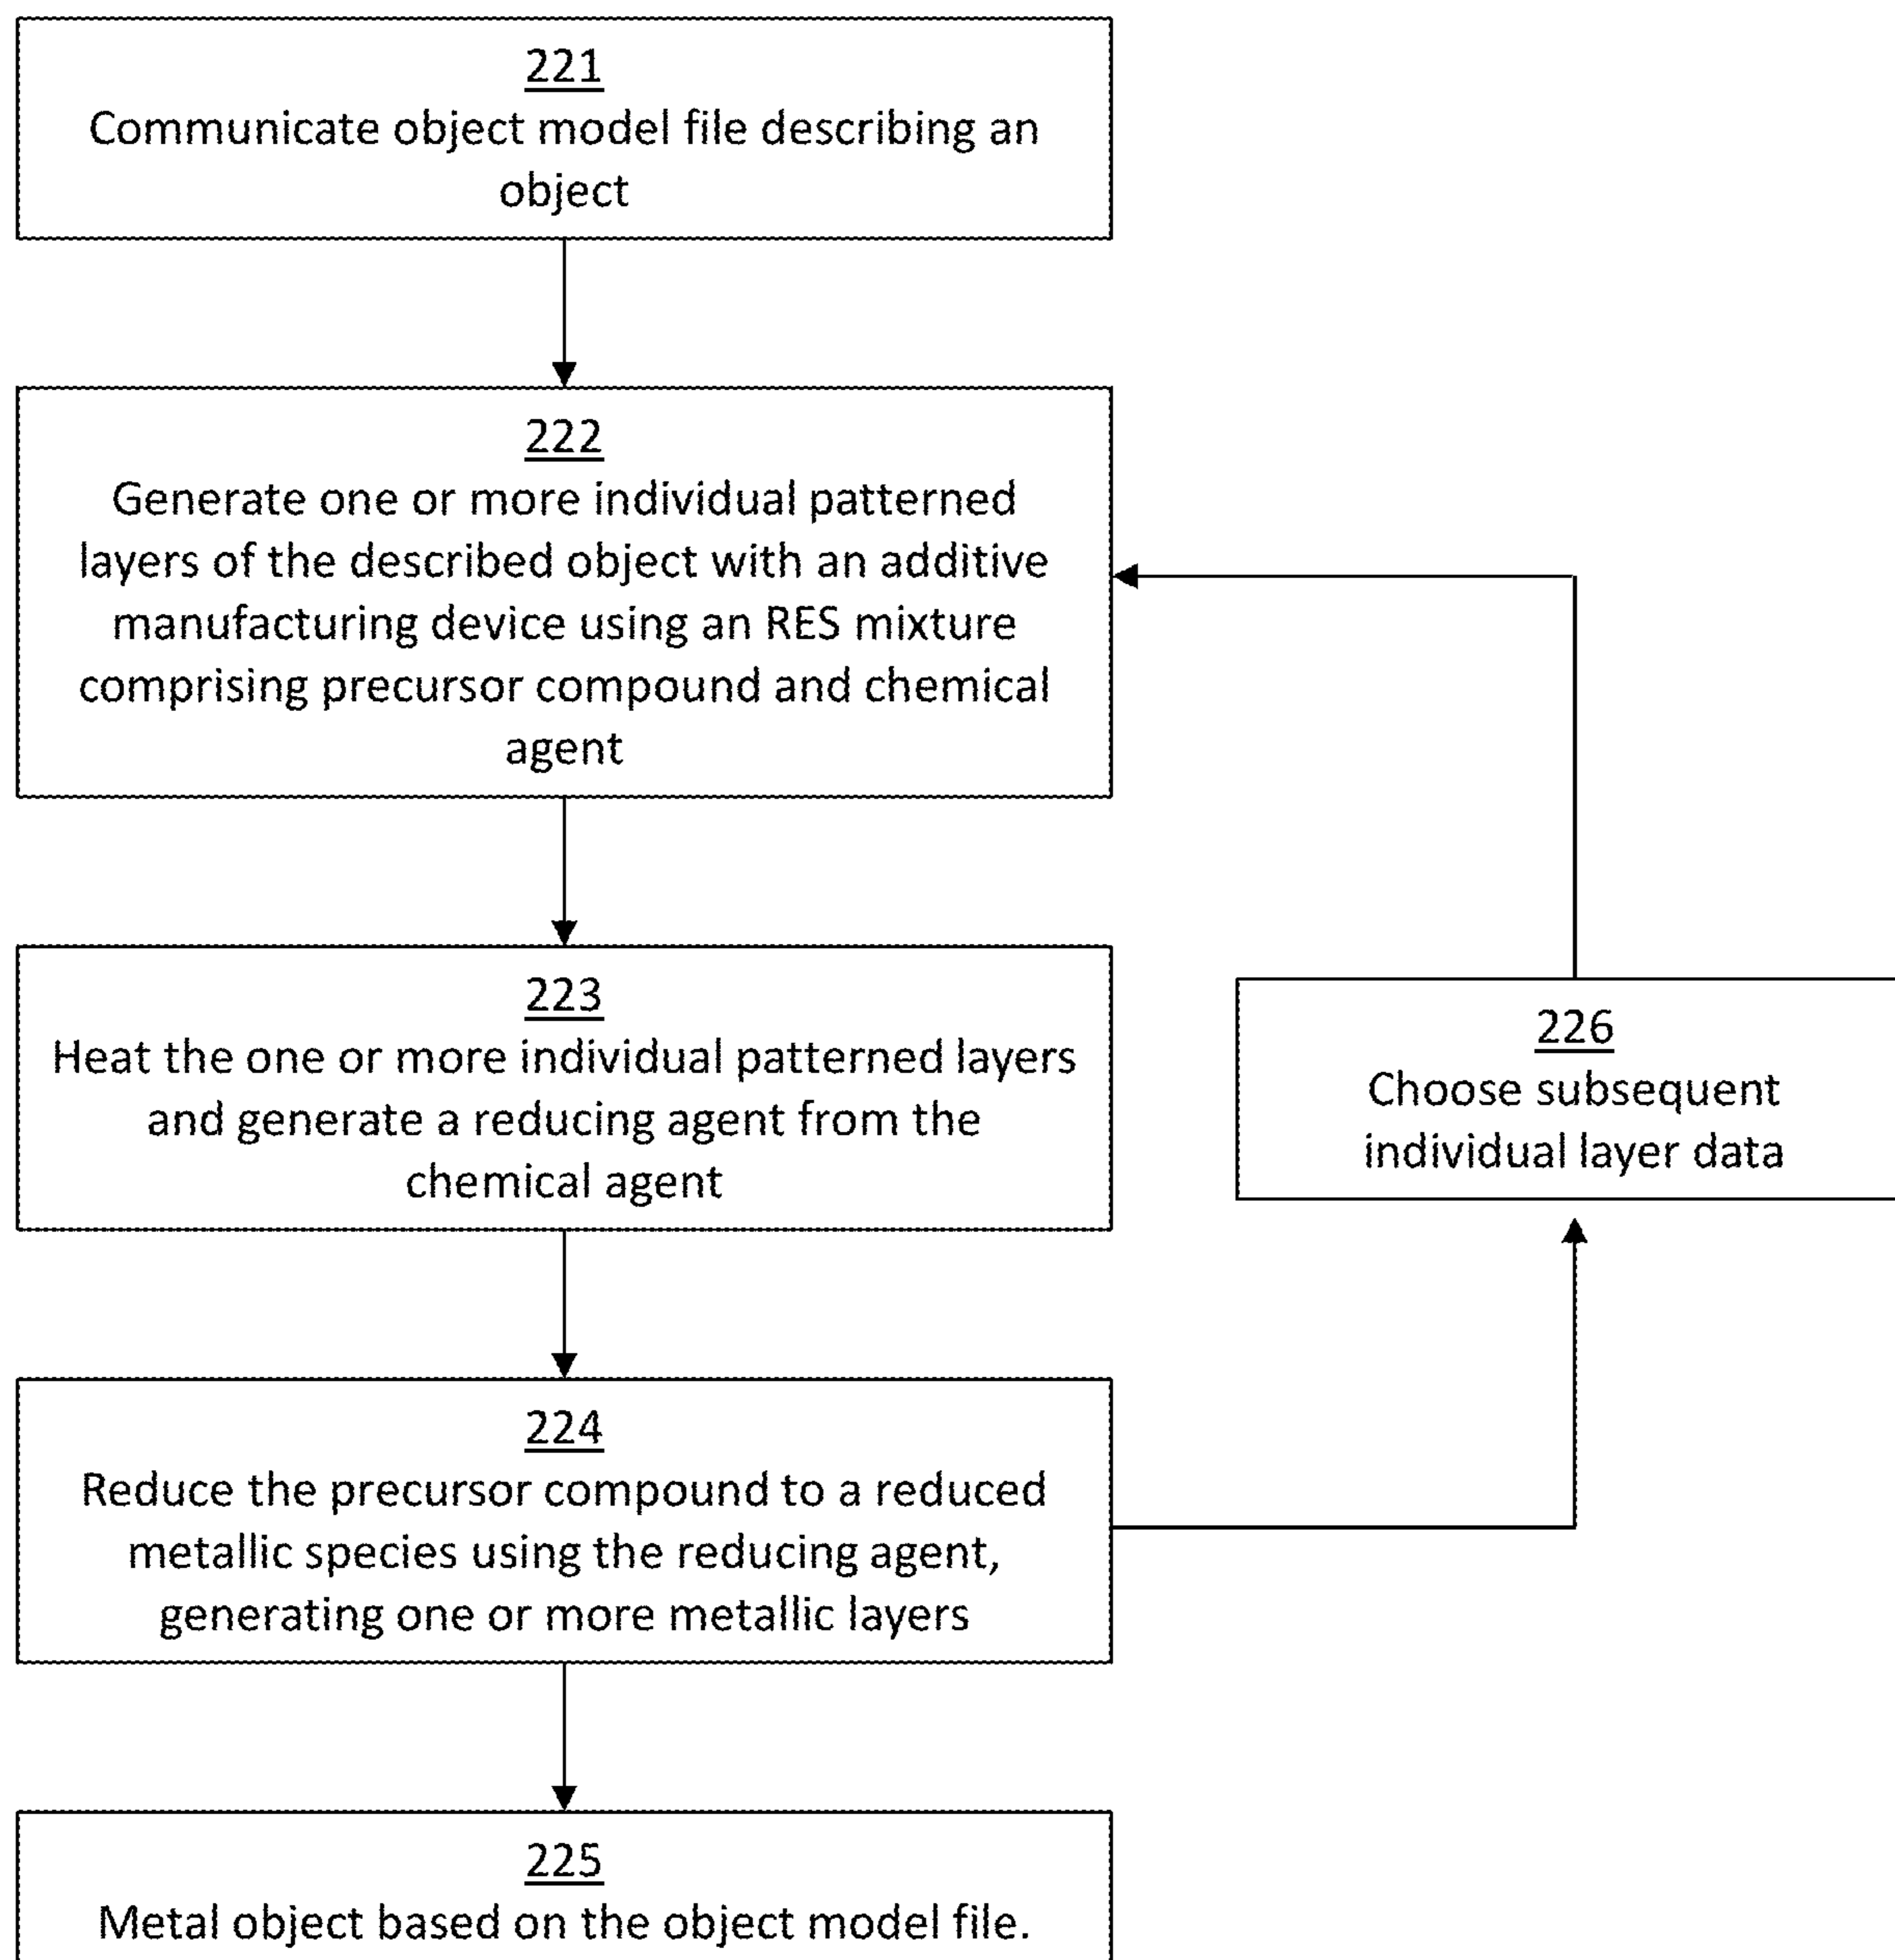 221
Communicate object model file describing an
object
222
Generate one or more individual patterned
layers of the described object with an additive
manufacturing device using an RES mixture
comprising precursor compound and chemical
agent
223
Heat the one or more individual patterned layers
and generate a reducing agent from the
chemical agent
226
Choose subsequent
individual layer data
224
Reduce the precursor compound to a reduced
metallic species using the reducing agent,
generating one or more metallic layers
225
Metal object based on the object model file.